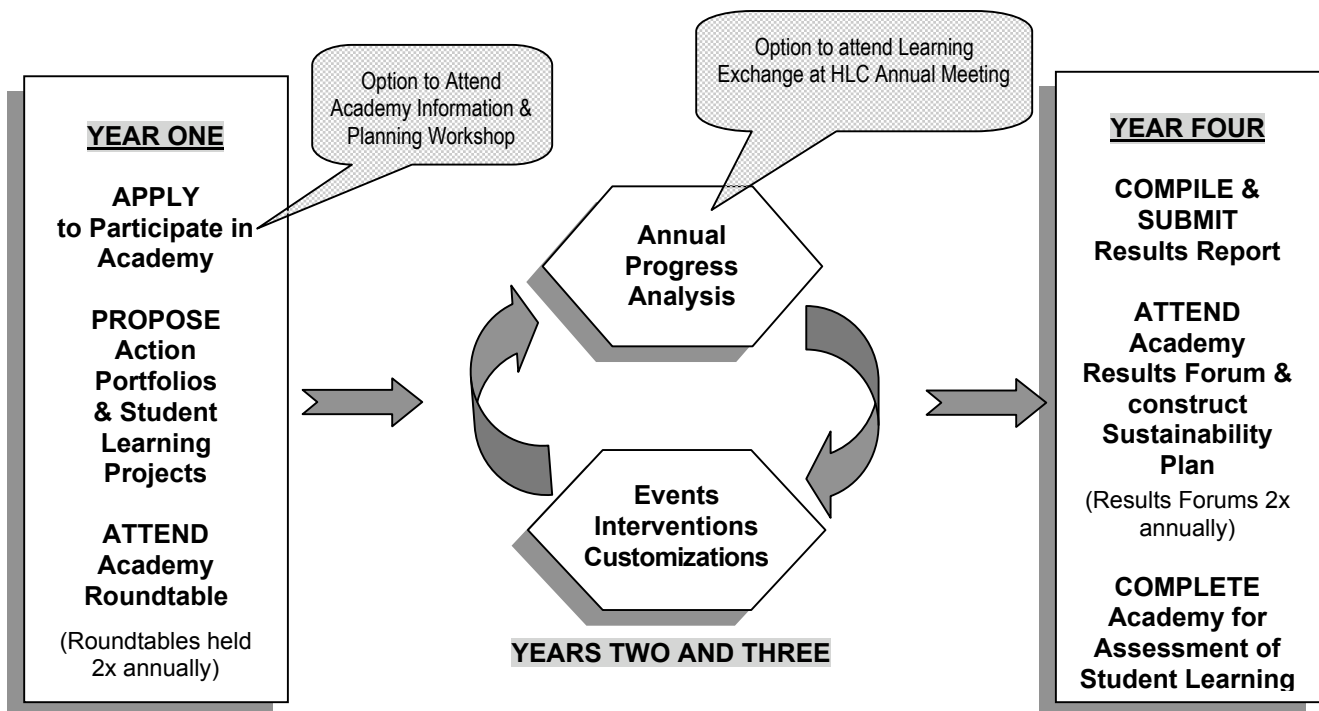 YEAR ONE
APPLY
to Participate in
Academy
PROPOSE
Action
Portfolios
& Student
Learning
Projects
ATTEND
Academy
Roundtable
(Roundtables held
2x annually)
Option to Attend
Academy Information &
Planning Workshop
Option to attend Learning
Exchange at HLC Annual Meeting
Annual
Progress
Analysis
Events
Interventions
Customizations
YEARS TWO AND THREE
YEAR FOUR
COMPILE &
SUBMIT
Results Report
ATTEND
Academy
Results Forum &
construct
Sustainability
Plan
(Results Forums 2x
annually)
COMPLETE
Academy for
Assessment of
Student Learning